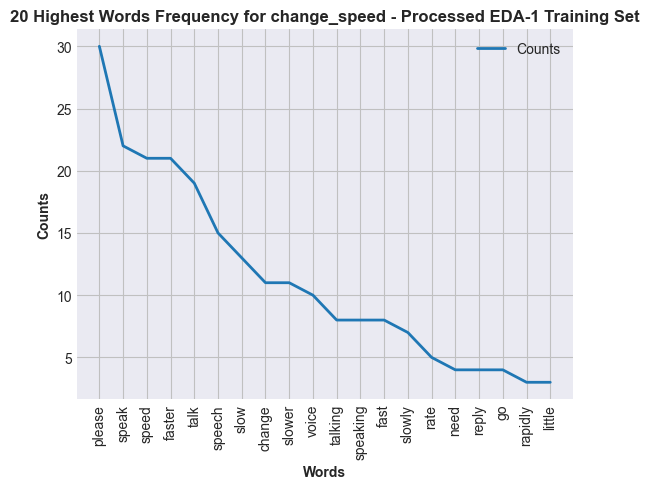 20 Highest Words Frequency for change_speed - Processed EDA-1 Training Set
Counts
30
25
20
15
10
5
Counts
please
speak
speed
faster
talk
speech
slow
change
slower
voice
talking
speaking
fast
slowly
rate
need
reply
go
rapidly
little
Words